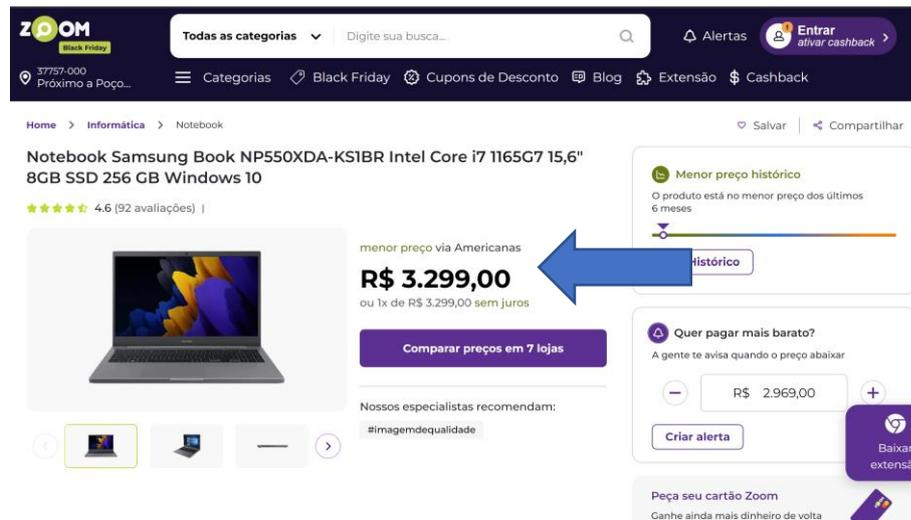 ZOOM
Black Friday
Todas as categorias
Digite sua busca...
Alertas
1
Entrar
ativar cashback
37757-000
Próximo a Poço...
Categorias
Black Friday
Cupons de Desconto
Blog
Extensão
$ Cashback
Home > Informática > Notebook
Salvar
Compartilhar
Notebook Samsung Book NP550XDA-KS1BR Intel Core i7 1165G7 15,6"
8GB SSD 256 GB Windows 10
4.6 (92 avaliações) |
menor preço via Americanas
R$ 3.299,00
ou 1x de R$ 3.299,00 sem juros
Comparar preços em 7 lojas
Nossos especialistas recomendam:
#imagemdequalidade
Menor preço histórico
O produto está no menor preço dos últimos
6 meses
Histórico
Quer pagar mais barato?
A gente te avisa quando o preço abaixar
R$ 2.969,00
Criar alerta
Baixar
extensã
Peça seu cartão Zoom
Ganhe ainda mais dinheiro de volta